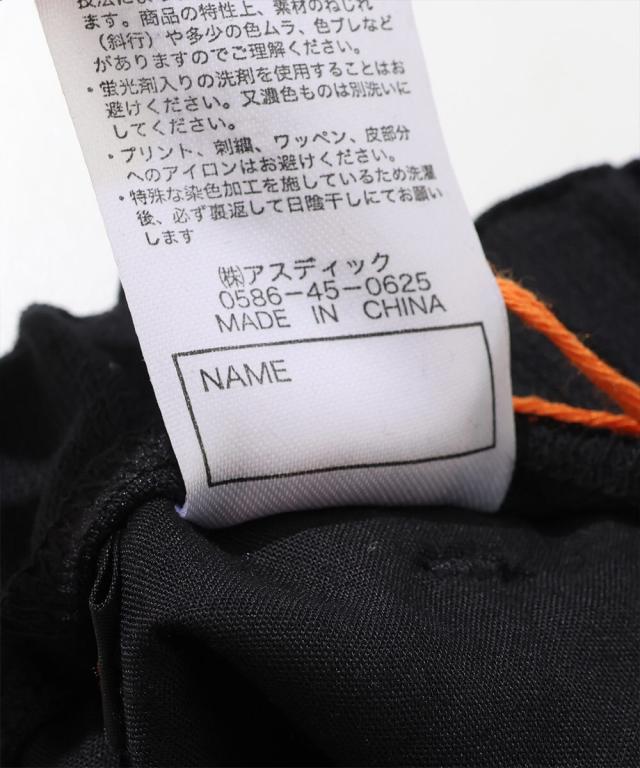 ます。商品の特性上、素材のねじれ
(斜行)や多少の色ムラ、色ブレなど
がありますのでご理解ください。
・蛍光剤入りの洗剤を使用することはお
避けください。又濃色ものは別洗いに
してください。
・プリント、刺繍、ワッペン、皮部分
へのアイロンはお避けください。
・特殊な染色加工を施しているため洗濯
後、必ず裏返して日陰干しにてお願い
します
㈱アスディック
0586-45-0625
MADE IN CHINA
NAME